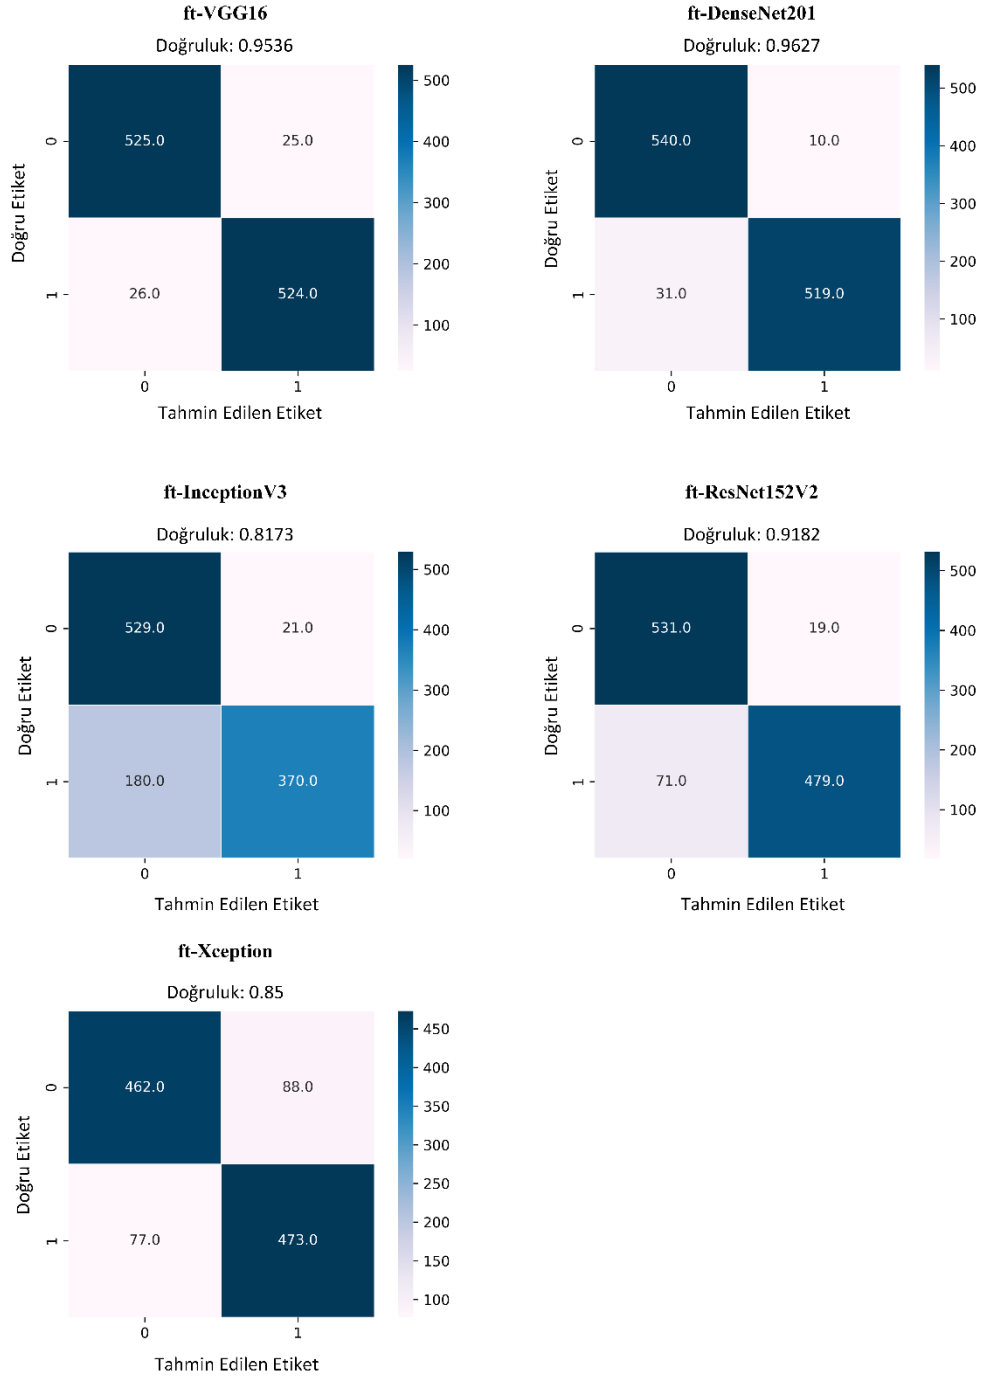 ft-VGG16
Doğruluk: 0.9536
525.0 25.0
26.0 524.0
0
1
Doğru Etiket
0 1
Tahmin Edilen Etiket
500
400
300
200
100
ft-DenseNet201
Doğruluk: 0.9627
540.0 10.0
31.0 519.0
0
1
Doğru Etiket
0 1
Tahmin Edilen Etiket
500
400
300
200
100
ft-InceptionV3
Doğruluk: 0.8173
529.0 21.0
180.0 370.0
0
1
Doğru Etiket
0 1
Tahmin Edilen Etiket
500
400
300
200
100
ft-ResNet152V2
Doğruluk: 0.9182
531.0 19.0
71.0 479.0
0
1
Doğru Etiket
0 1
Tahmin Edilen Etiket
500
400
300
200
100
ft-Xception
Doğruluk: 0.85
462.0 88.0
77.0 473.0
0
1
Doğru Etiket
0 1
Tahmin Edilen Etiket
450
400
350
300
250
200
150
100